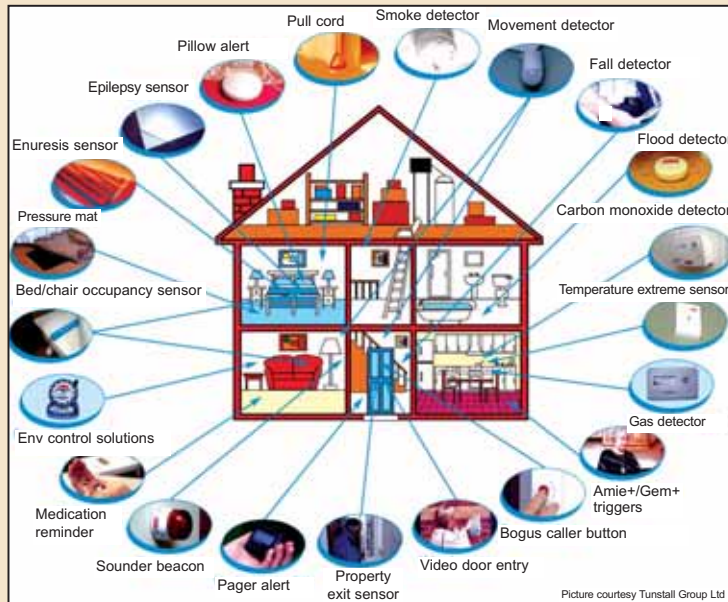 Pull cord
Smoke detector
Movement detector
Pillow alert
Fall detector
Epilepsy sensor
Flood detector
Enuresis sensor
Carbon monoxide detector
Pressure mat
Bed/chair occupancy sensor
Temperature extreme sensor
Gas detector
Env control solutions
Amie+/Gem+
triggers
Medication
reminder
Bogus caller button
Sounder beacon
Pager alert
Property
exit sensor
Video door entry
Picture courtesy Tunstall Group Ltd